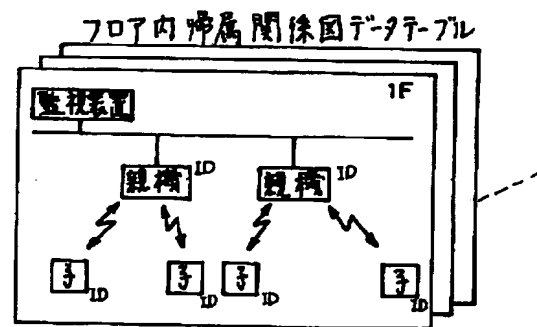 フロア内帰属関係図データテーブル
1F
監視装置
親機 ID 親機 ID
子 ID 子 ID 子 ID 子 ID